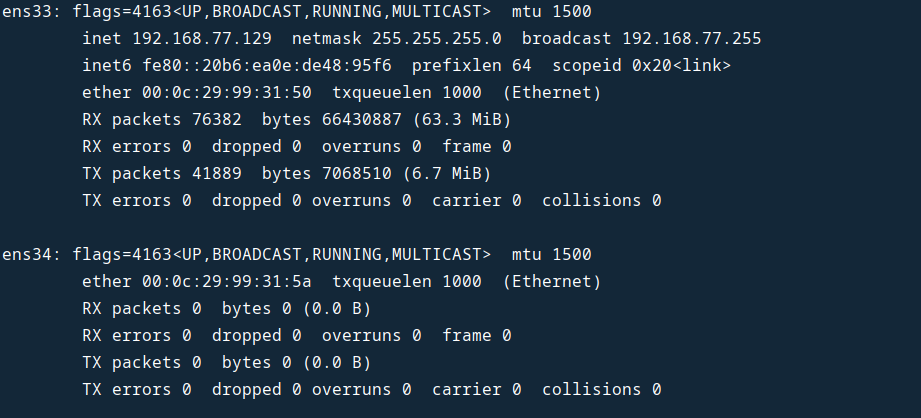 ens33: flags=4163<UP,BROADCAST,RUNNING,MULTICAST>  mtu 1500
        inet 192.168.77.129  netmask 255.255.255.0  broadcast 192.168.77.255
        inet6 fe80::20b6:ea0e:de48:95f6  prefixlen 64  scopeid 0x20<link>
        ether 00:0c:29:99:31:50  txqueuelen 1000  (Ethernet)
        RX packets 76382  bytes 66430887 (63.3 MiB)
        RX errors 0  dropped 0  overruns 0  frame 0
        TX packets 41889  bytes 7068510 (6.7 MiB)
        TX errors 0  dropped 0 overruns 0  carrier 0  collisions 0

ens34: flags=4163<UP,BROADCAST,RUNNING,MULTICAST>  mtu 1500
        ether 00:0c:29:99:31:5a  txqueuelen 1000  (Ethernet)
        RX packets 0  bytes 0 (0.0 B)
        RX errors 0  dropped 0  overruns 0  frame 0
        TX packets 0  bytes 0 (0.0 B)
        TX errors 0  dropped 0 overruns 0  carrier 0  collisions 0